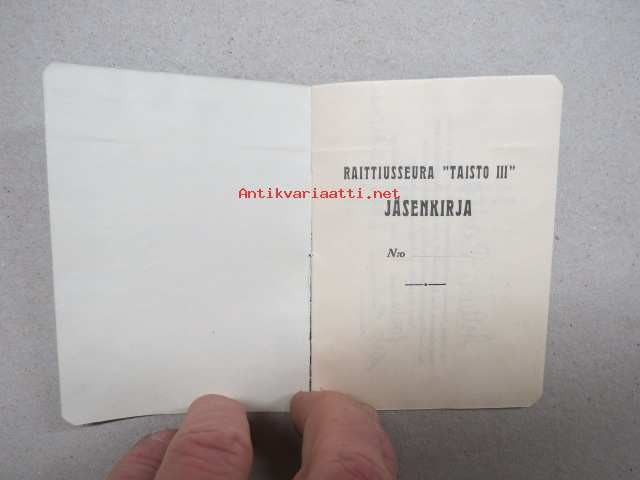 RAITTIUSSEURA "TAISTO III"
Antikvariaatti.net
JÄSENKIRJA
N:o